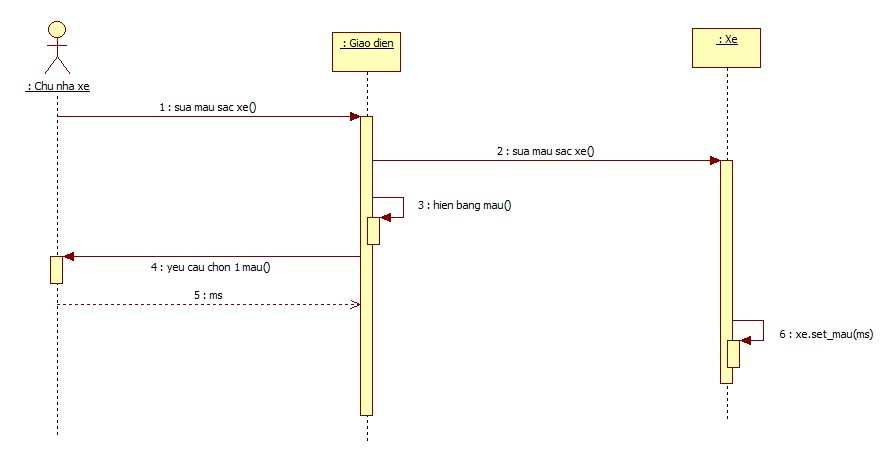 : Giao dien
: Xe
: Chu nha xe
1 : sua mau sac xe()
2 : sua mau sac xe()
3 : hien bang mau()
4 : yeu cau chon 1 mau()
5 : ms
6 : xe.set_mau(ms)